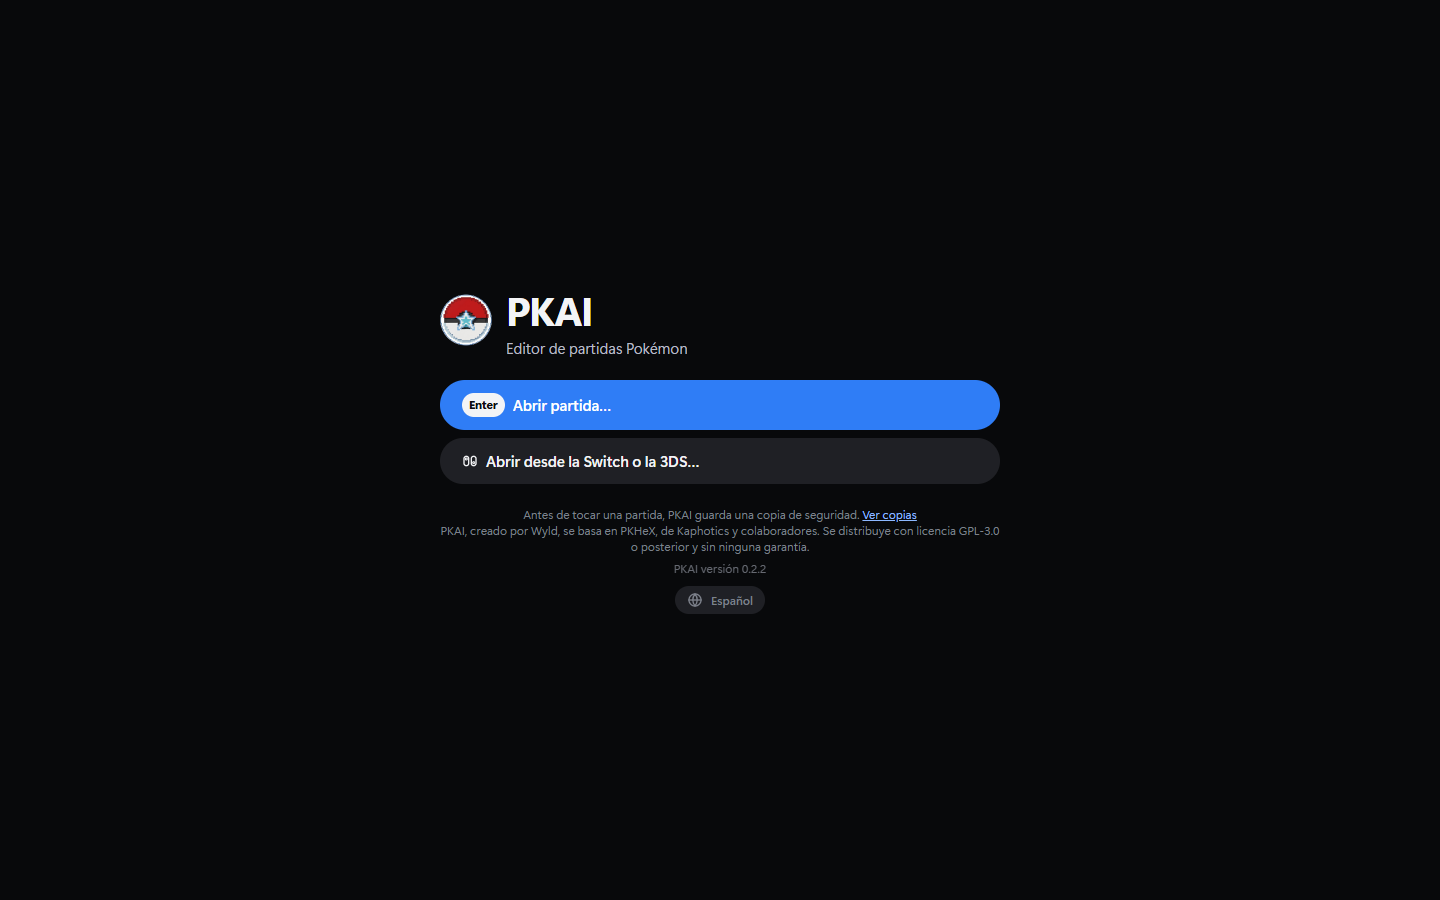 PKAI
Editor de partidas Pokémon
Enter Abrir partida...
Abrir desde la Switch o la 3DS...
Antes de tocar una partida, PKAI guarda una copia de seguridad. Ver copias
PKAI, creado por Wyld, se basa en PKHeX, de Kaphotics y colaboradores. Se distribuye con licencia GPL-3.0
o posterior y sin ninguna garantía.
PKAI versión 0.2.2
Español